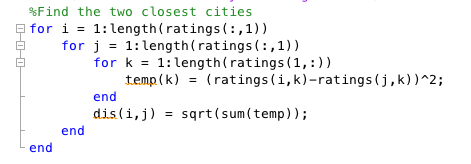 %Find the two closest cities
for i = 1:length(ratings(:,1))
for j = 1:length(ratings(:,1))
for k = 1:length(ratings(1,:))
temp(k) = (ratings(i,k)-ratings(j,k))^2;
end
dis(i,j) = sqrt(sum(temp));
end
end